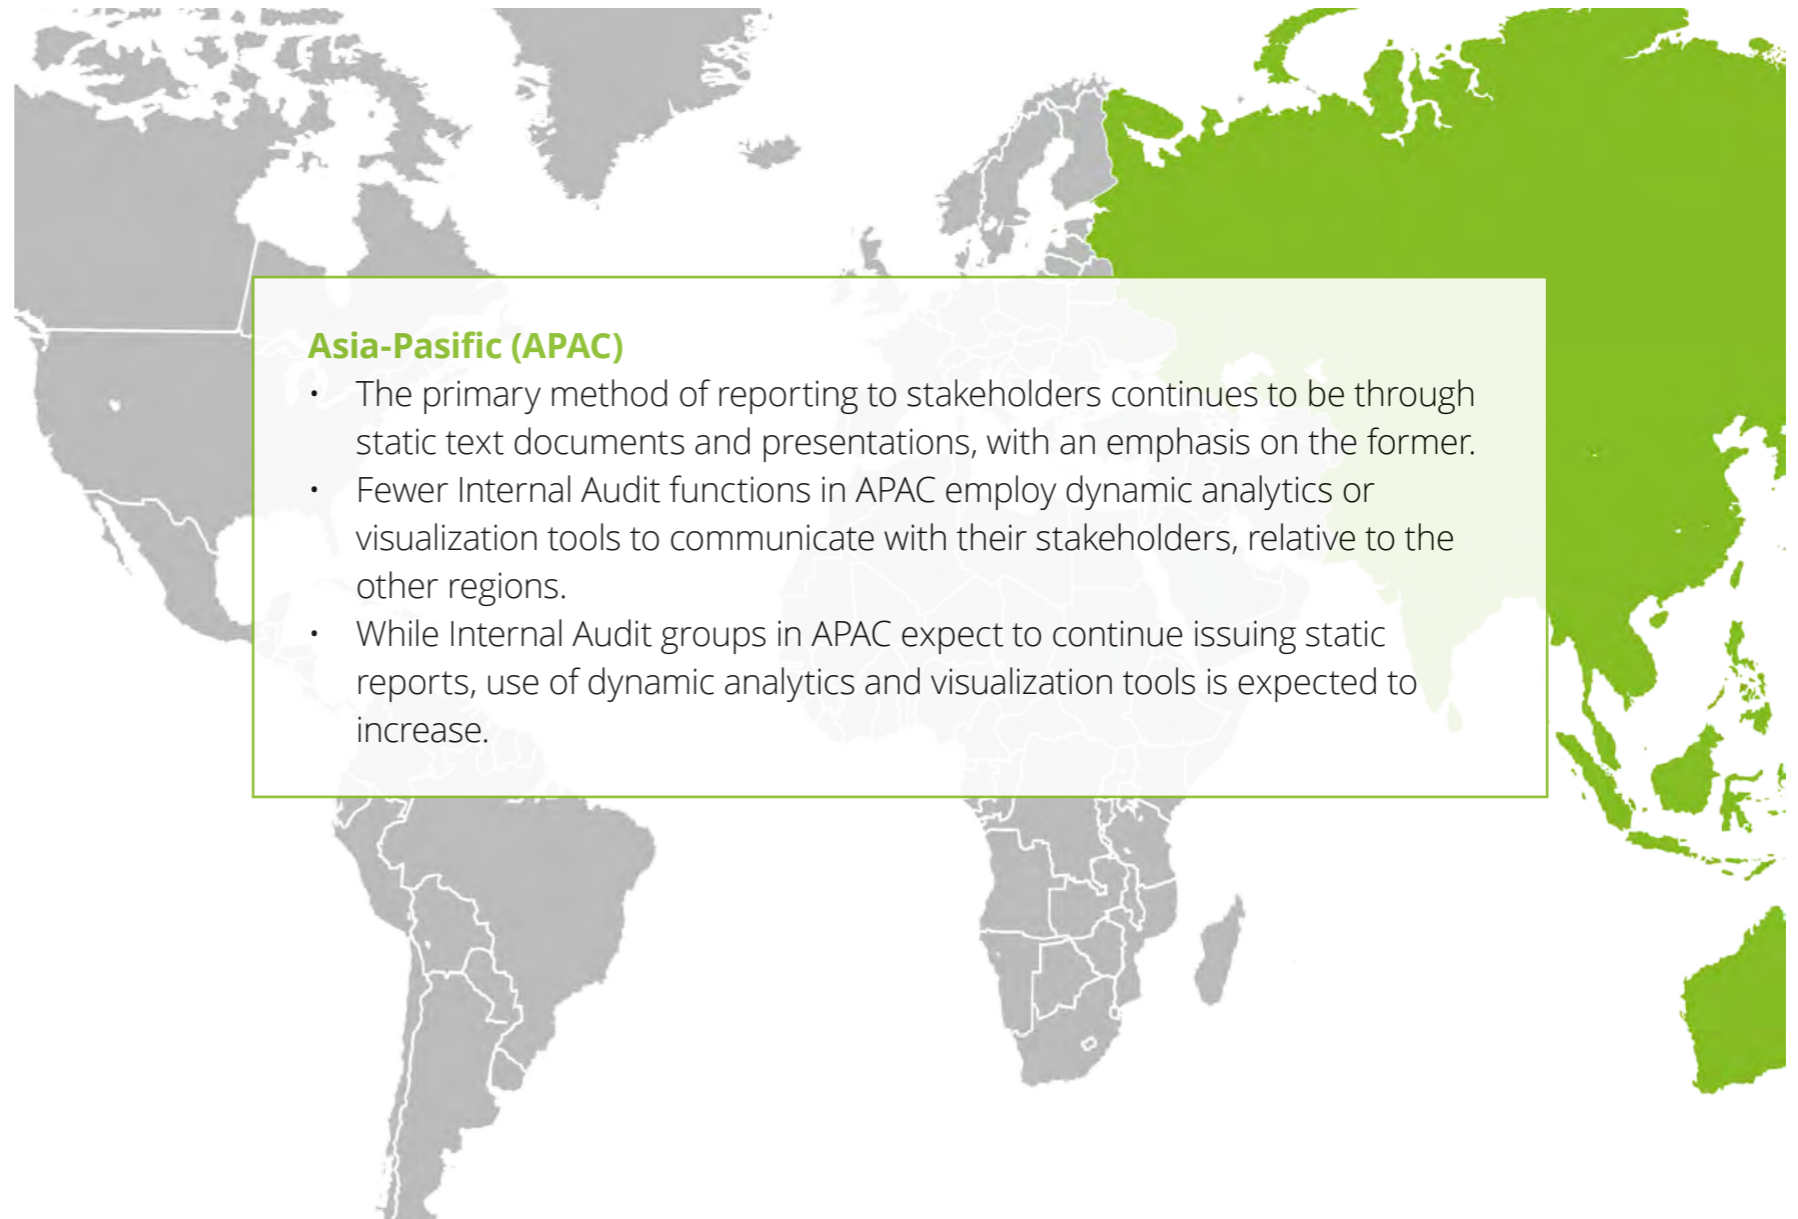 Asia-Pasific (APAC)
• The primary method of reporting to stakeholders continues to be through
static text documents and presentations, with an emphasis on the former.
• Fewer Internal Audit functions in APAC employ dynamic analytics or
visualization tools to communicate with their stakeholders, relative to the
other regions.
• While Internal Audit groups in APAC expect to continue issuing static
reports, use of dynamic analytics and visualization tools is expected to
increase.